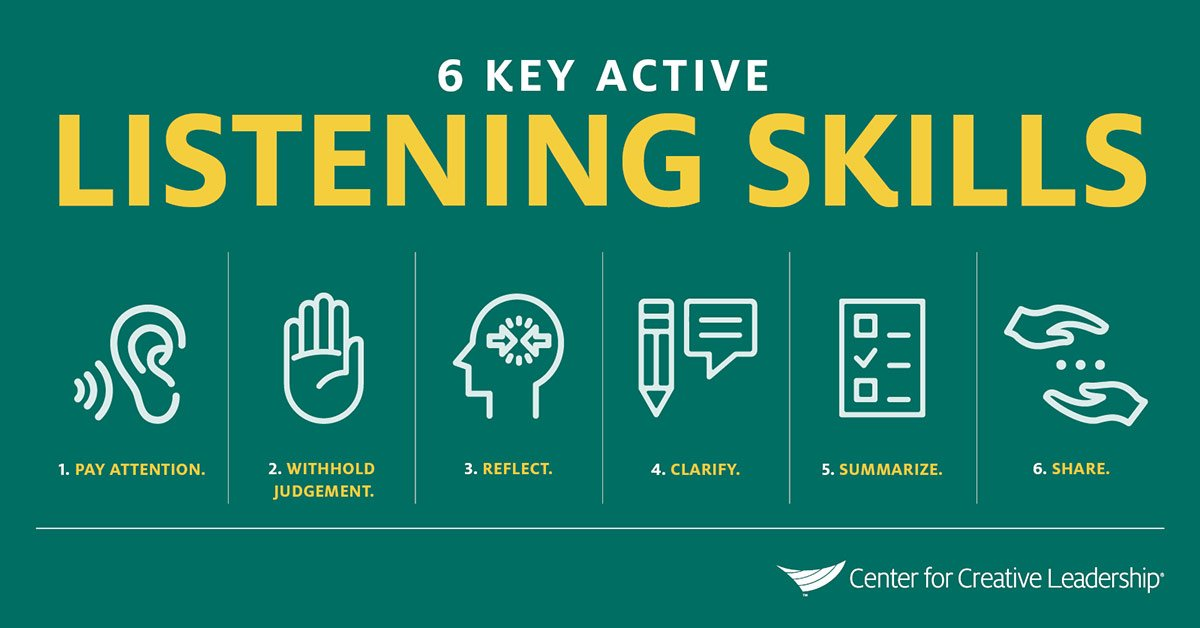 6 KEY ACTIVE
LISTENING SKILLS
1. PAY ATTENTION.
2. WITHHOLD
JUDGEMENT.
3. REFLECT.
4. CLARIFY.
5. SUMMARIZE.
6. SHARE.
™
Center for Creative Leadership®